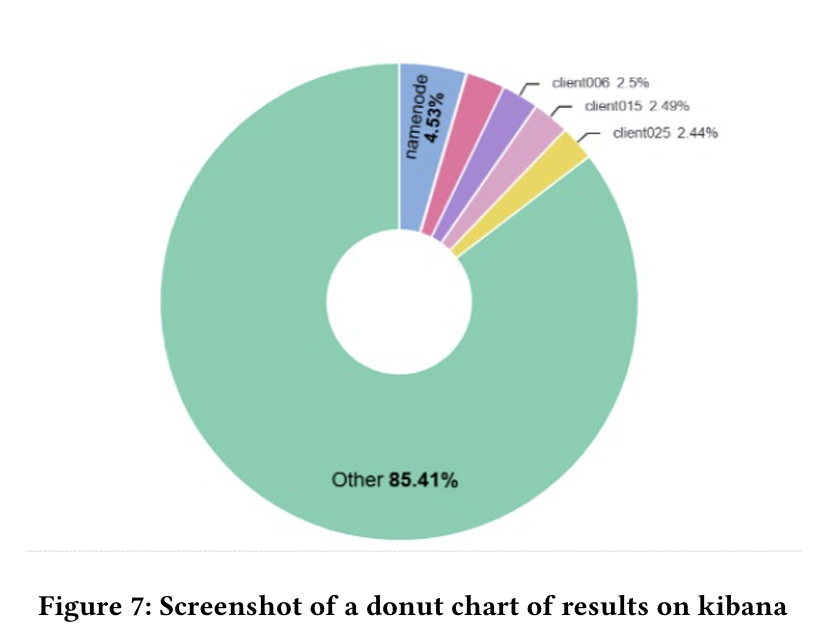 namenode
4.53%
client006 2.5%
client015 2.49%
client025 2.44%
Other 85.41%
Figure 7: Screenshot of a donut chart of results on kibana